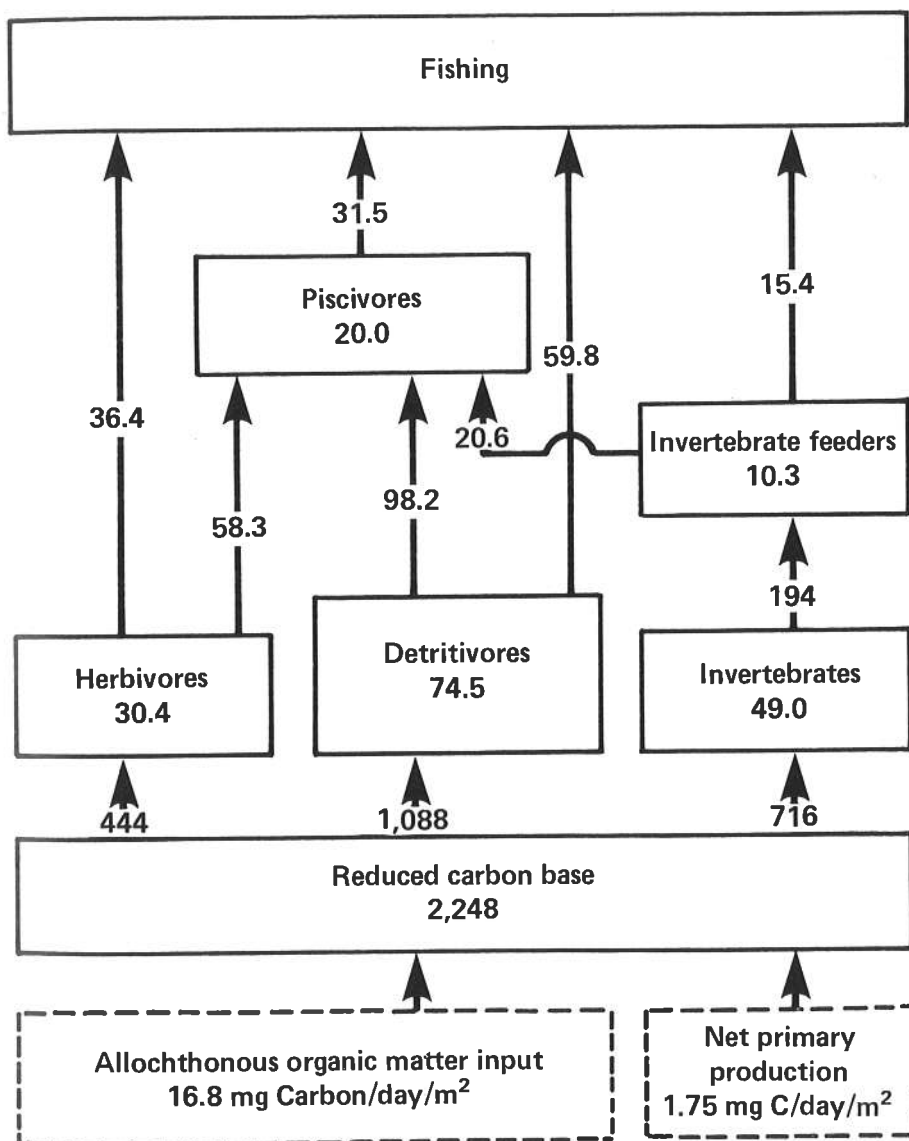 Fishing
31.5
Piscivores
20.0
15.4
59.8
36.4
20.6
Invertebrate feeders
10.3
98.2
58.3
194
Herbivores
30.4
Detritivores
74.5
Invertebrates
49.0
444
1,088
716
Reduced carbon base
2,248
Allochthonous organic matter input
16.8 mg Carbon/day/m²
Net primary
production
1.75 mg C/day/m²